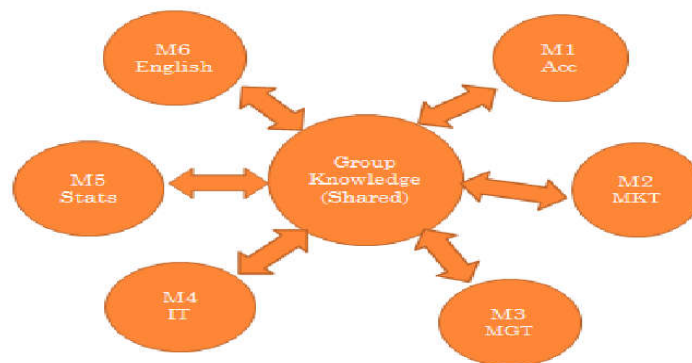 M6
English
M1
Acc
Group
Knowledge
(Shared)
M5
Stats
M2
MKT
M4
IT
M3
MGT